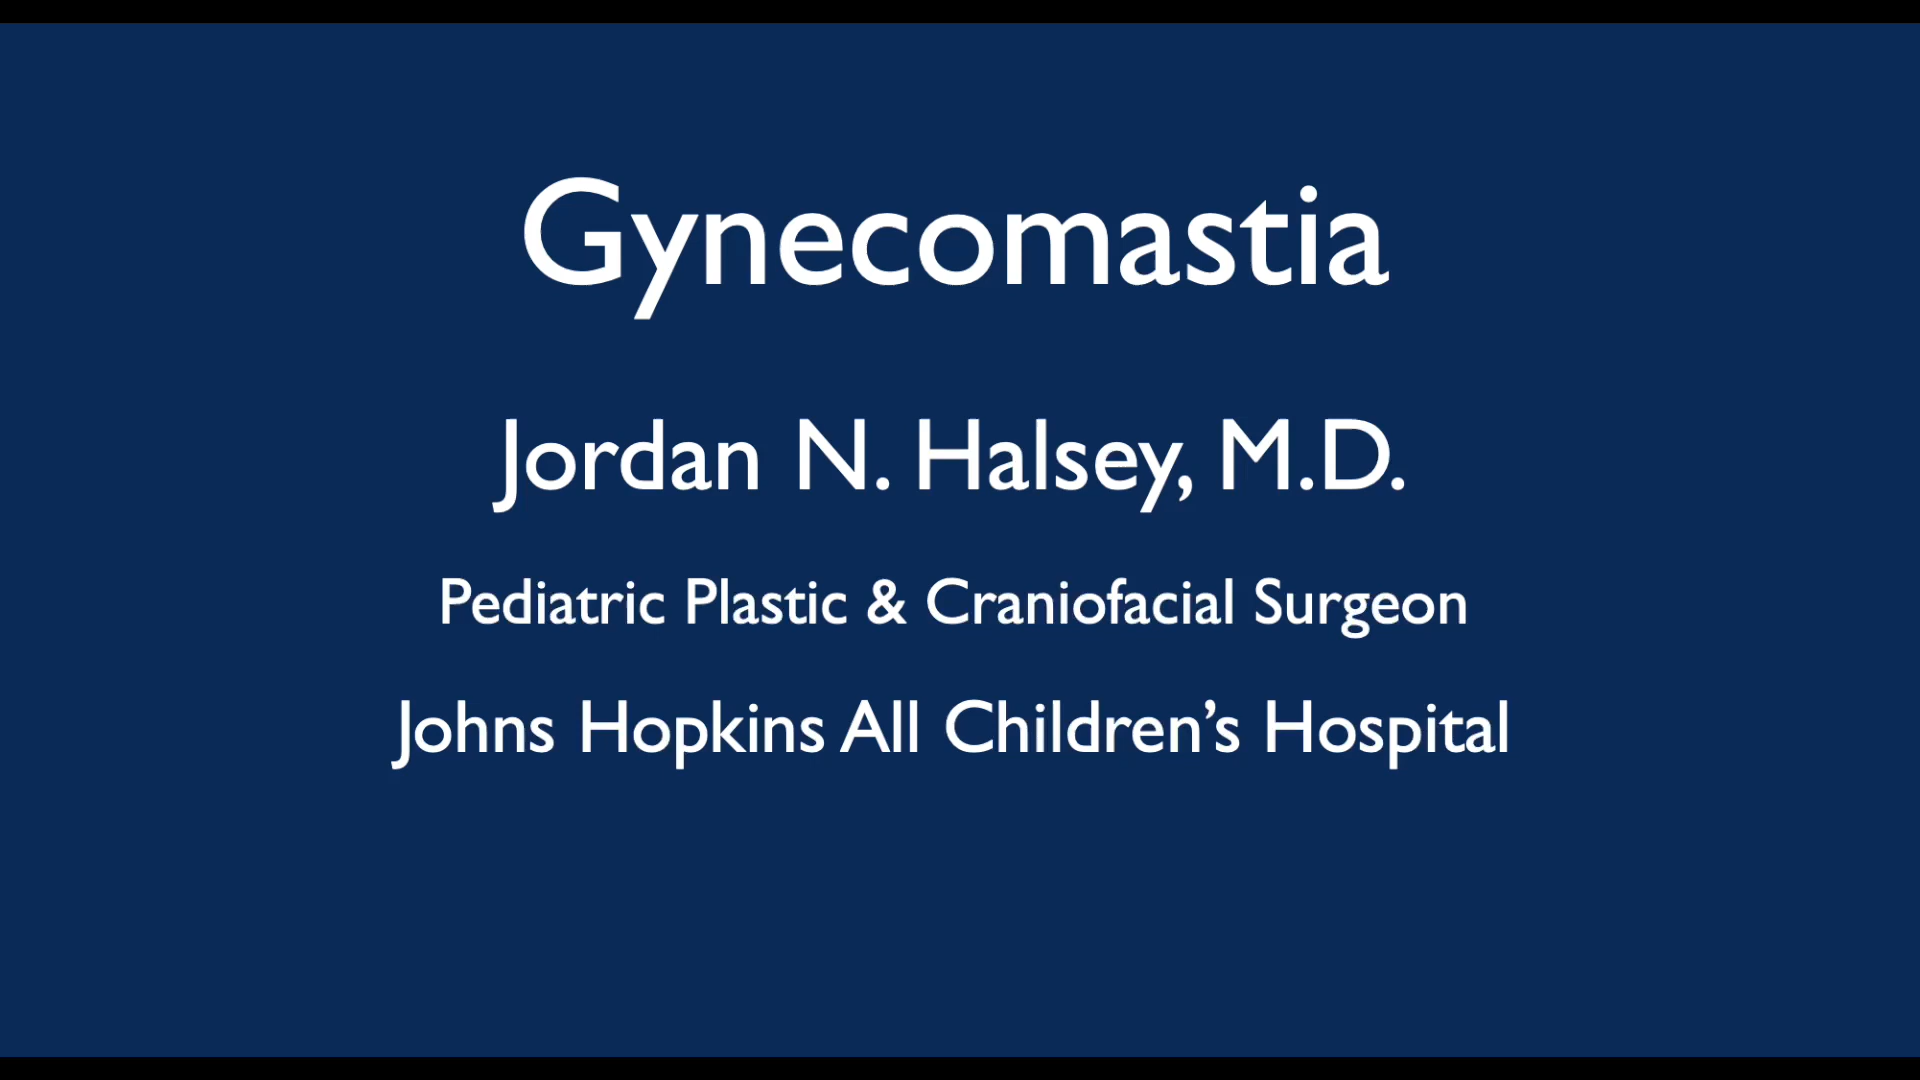 Gynecomastia
Jordan N. Halsey, M.D.
Pediatric Plastic & Craniofacial Surgeon
Johns Hopkins All Children’s Hospital